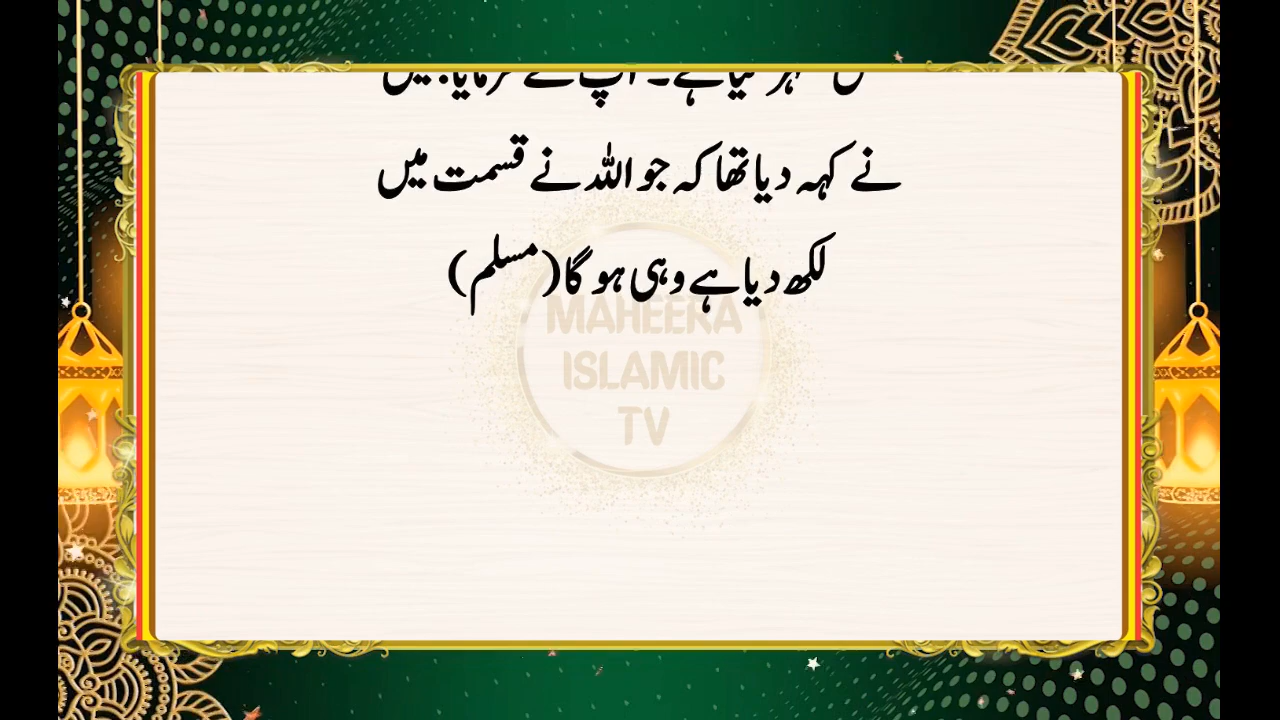 نے کہہ دیا تھا کہ جو اللہ نے قسمت میں
لکھ دیا ہے وہی ہو گا (مسلم)
MAHEERA
ISLAMIC
TV